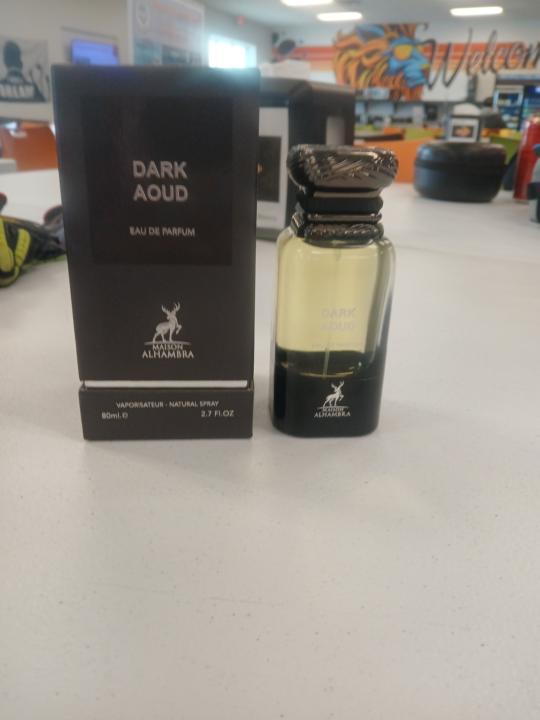 DARK
AOUD
EAU DE PARFUM
MAISON
ALHAMBRA
VAPORISATEUR - NATURAL SPRAY
80ml.℮ 2.7 Fl.OZ
DARK
AOUD
MAISON
ALHAMBRA
Welcom